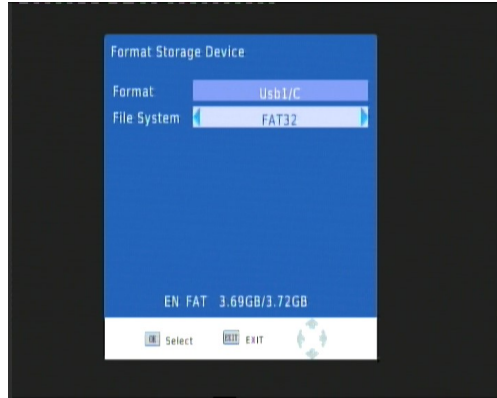 Format Storage Device
Format Usb1/C
File System FAT32
EN FAT 3.69GB/3.72GB
OK Select EXIT EXIT